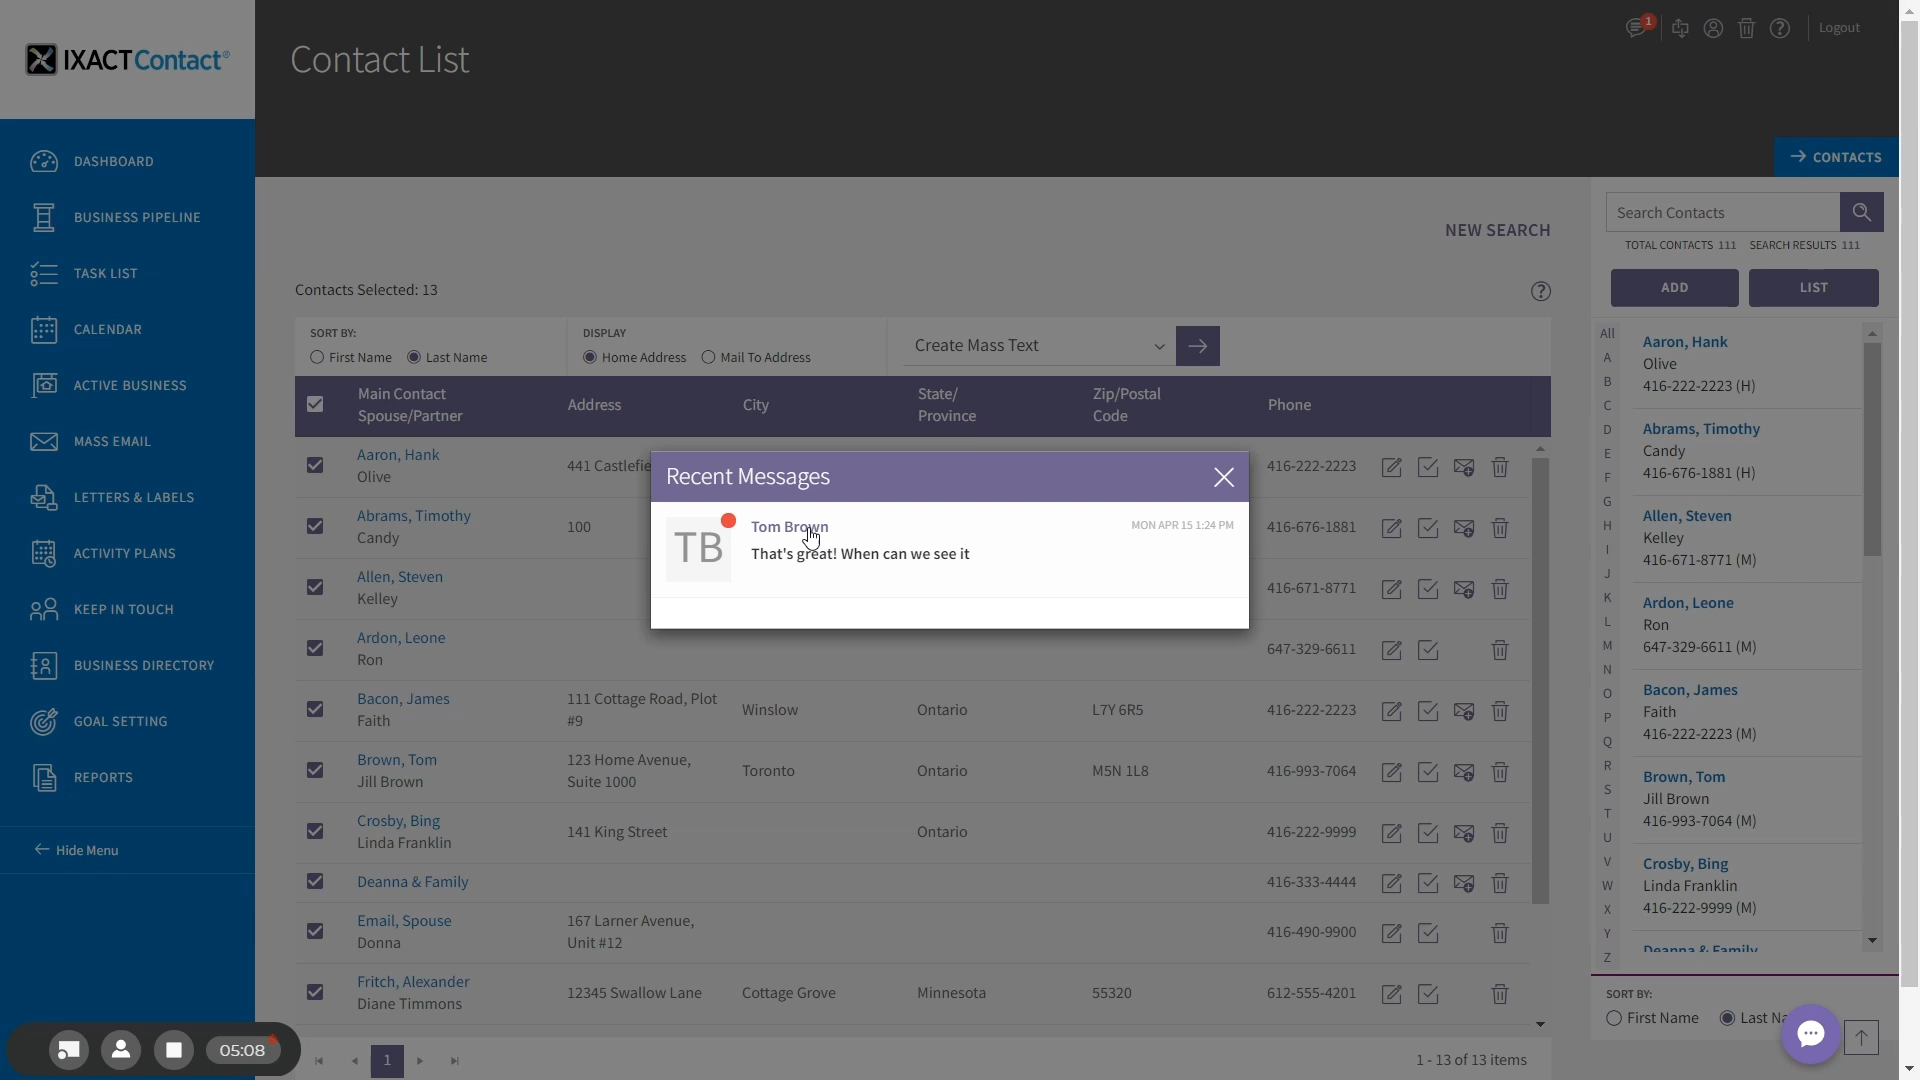 IXACTContact®
Contact List
1
Logout
DASHBOARD
BUSINESS PIPELINE
TASK LIST
CALENDAR
ACTIVE BUSINESS
MASS EMAIL
LETTERS & LABELS
ACTIVITY PLANS
KEEP IN TOUCH
BUSINESS DIRECTORY
GOAL SETTING
REPORTS
Hide Menu
05:08
CONTACTS
NEW SEARCH
Contacts Selected: 13
SORT BY:
First Name Last Name
DISPLAY
Home Address Mail To Address
Create Mass Text
Main Contact
Spouse/Partner
Address
City
State/
Province
Zip/Postal
Code
Phone
Aaron, Hank
Olive
441 Castlefie
416-222-2223
Abrams, Timothy
Candy
100
416-676-1881
Allen, Steven
Kelley
416-671-8771
Ardon, Leone
Ron
647-329-6611
Bacon, James
Faith
111 Cottage Road, Plot
#9
Winslow
Ontario
L7Y 6R5
416-222-2223
Brown, Tom
Jill Brown
123 Home Avenue,
Suite 1000
Toronto
Ontario
M5N 1L8
416-993-7064
Crosby, Bing
Linda Franklin
141 King Street
Ontario
416-222-9999
Deanna & Family
416-333-4444
Email, Spouse
Donna
167 Larner Avenue,
Unit #12
416-490-9900
Fritch, Alexander
Diane Timmons
12345 Swallow Lane
Cottage Grove
Minnesota
55320
612-555-4201
1
1 - 13 of 13 items
Recent Messages
TB
Tom Brown
MON APR 15 1:24 PM
That's great! When can we see it
Search Contacts
TOTAL CONTACTS 111 SEARCH RESULTS 111
ADD
LIST
All
A
B
C
D
E
F
G
H
I
J
K
L
M
N
O
P
Q
R
S
T
U
V
W
X
Y
Z
Aaron, Hank
Olive
416-222-2223 (H)
Abrams, Timothy
Candy
416-676-1881 (H)
Allen, Steven
Kelley
416-671-8771 (M)
Ardon, Leone
Ron
647-329-6611 (M)
Bacon, James
Faith
416-222-2223 (M)
Brown, Tom
Jill Brown
416-993-7064 (M)
Crosby, Bing
Linda Franklin
416-222-9999 (M)
Deanna & Family
SORT BY:
First Name Last Na